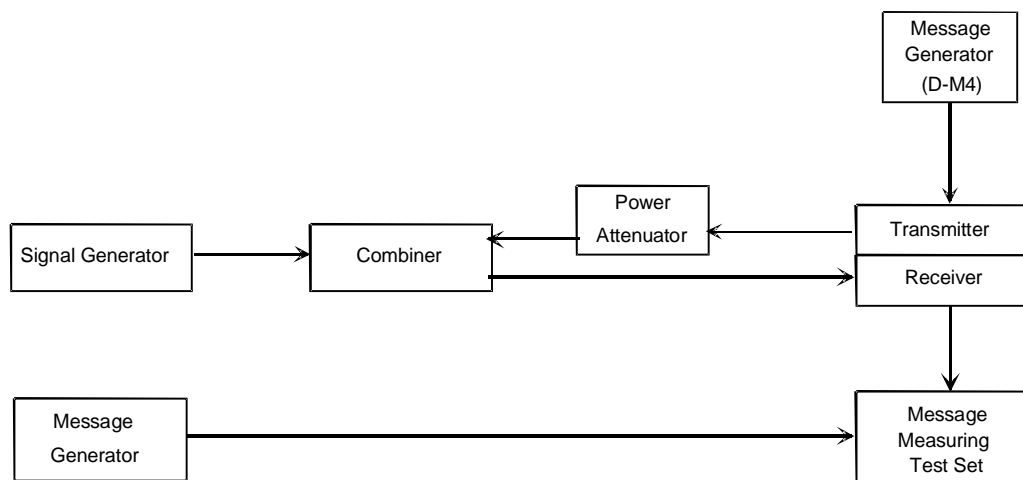 Message
Generator
(D-M4)
Power
Attenuator
Transmitter
Signal Generator
Combiner
Receiver
Message
Generator
Message
Measuring
Test Set